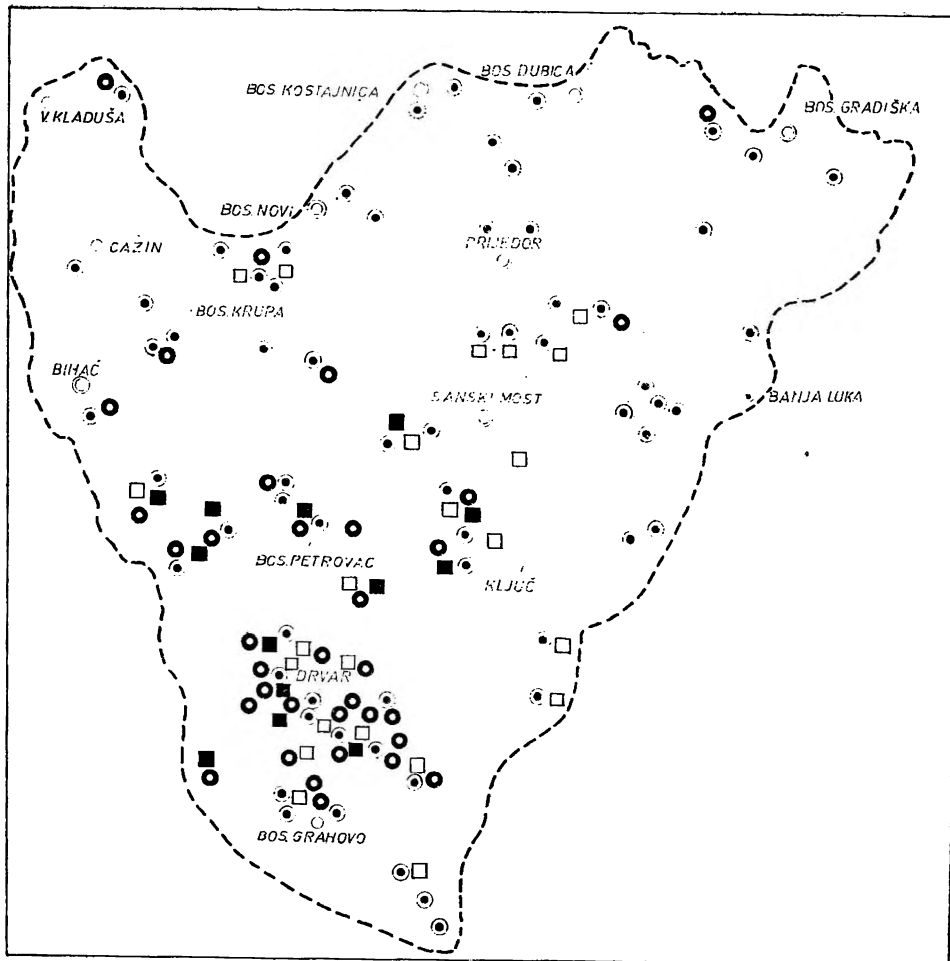 BOS. DUBICA
BOS. KOSTAJNICA
V. KLADUŠA
BOS. GRADIŠKA
BOS. NOVI
CAZIN
PRIJEDOR
BOS. KRUPA
BIHAĆ
SANSKI MOST
BANJA LUKA
BOS. PETROVAC
KLJUČ
DRVAR
BOS. GRAHOVO